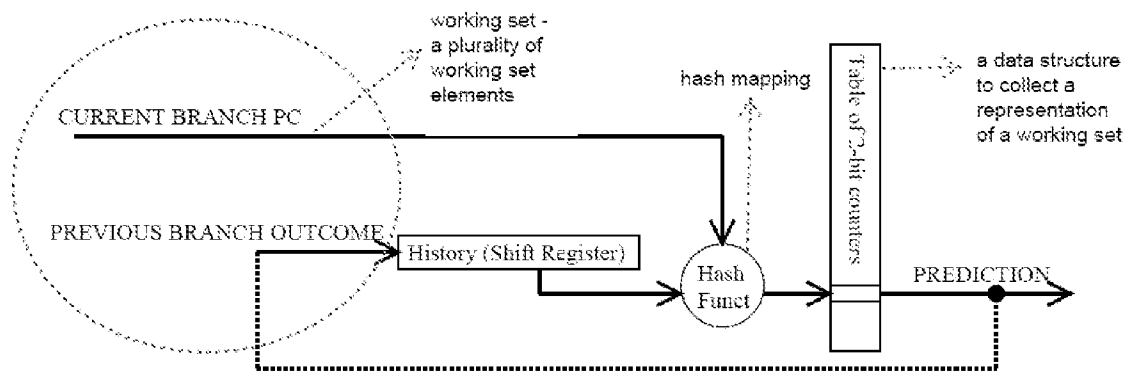 working set -
a plurality of
working set
elements
hash mapping
a data structure
to collect a
representation
of a working set
CURRENT BRANCH PC
Table of 2-bit counters
PREVIOUS BRANCH OUTCOME
History (Shift Register)
Hash
Funct
PREDICTION